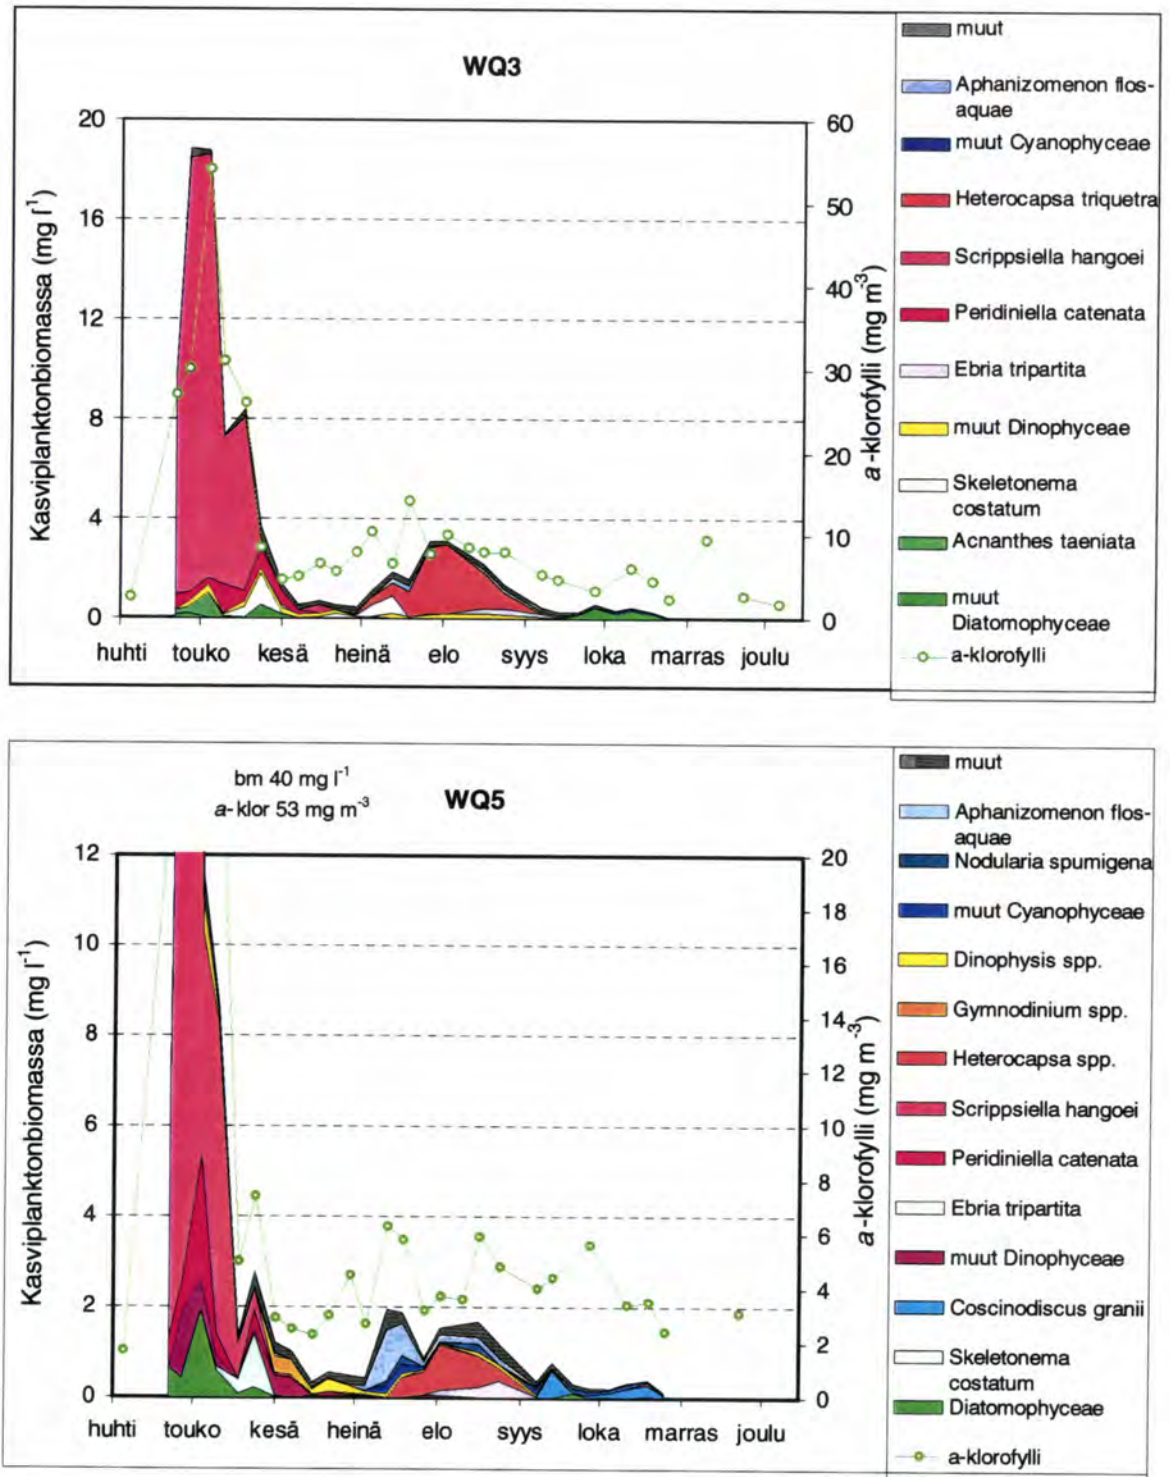 WQ3
Kasviplanktonbiomassa (mg l⁻¹)
20
16
12
8
4
0
60
50
40
30
20
10
0
a-klorofylli (mg m⁻³)
huhti touko kesä heinä elo syys loka marras joulu
muut
Aphanizomenon flos-
aquae
muut Cyanophyceae
Heterocapsa triquetra
Scrippsiella hangoei
Peridiniella catenata
Ebria tripartita
muut Dinophyceae
Skeletonema
costatum
Acnanthes taeniata
muut
Diatomophyceae
a-klorofylli
bm 40 mg l⁻¹
a-klor 53 mg m⁻³
WQ5
Kasviplanktonbiomassa (mg l⁻¹)
12
10
8
6
4
2
0
20
18
16
14
12
10
8
6
4
2
0
a-klorofylli (mg m⁻³)
huhti touko kesä heinä elo syys loka marras joulu
muut
Aphanizomenon flos-
aquae
Nodularia spumigena
muut Cyanophyceae
Dinophysis spp.
Gymnodinium spp.
Heterocapsa spp.
Scrippsiella hangoei
Peridiniella catenata
Ebria tripartita
muut Dinophyceae
Coscinodiscus granii
Skeletonema
costatum
Diatomophyceae
a-klorofylli